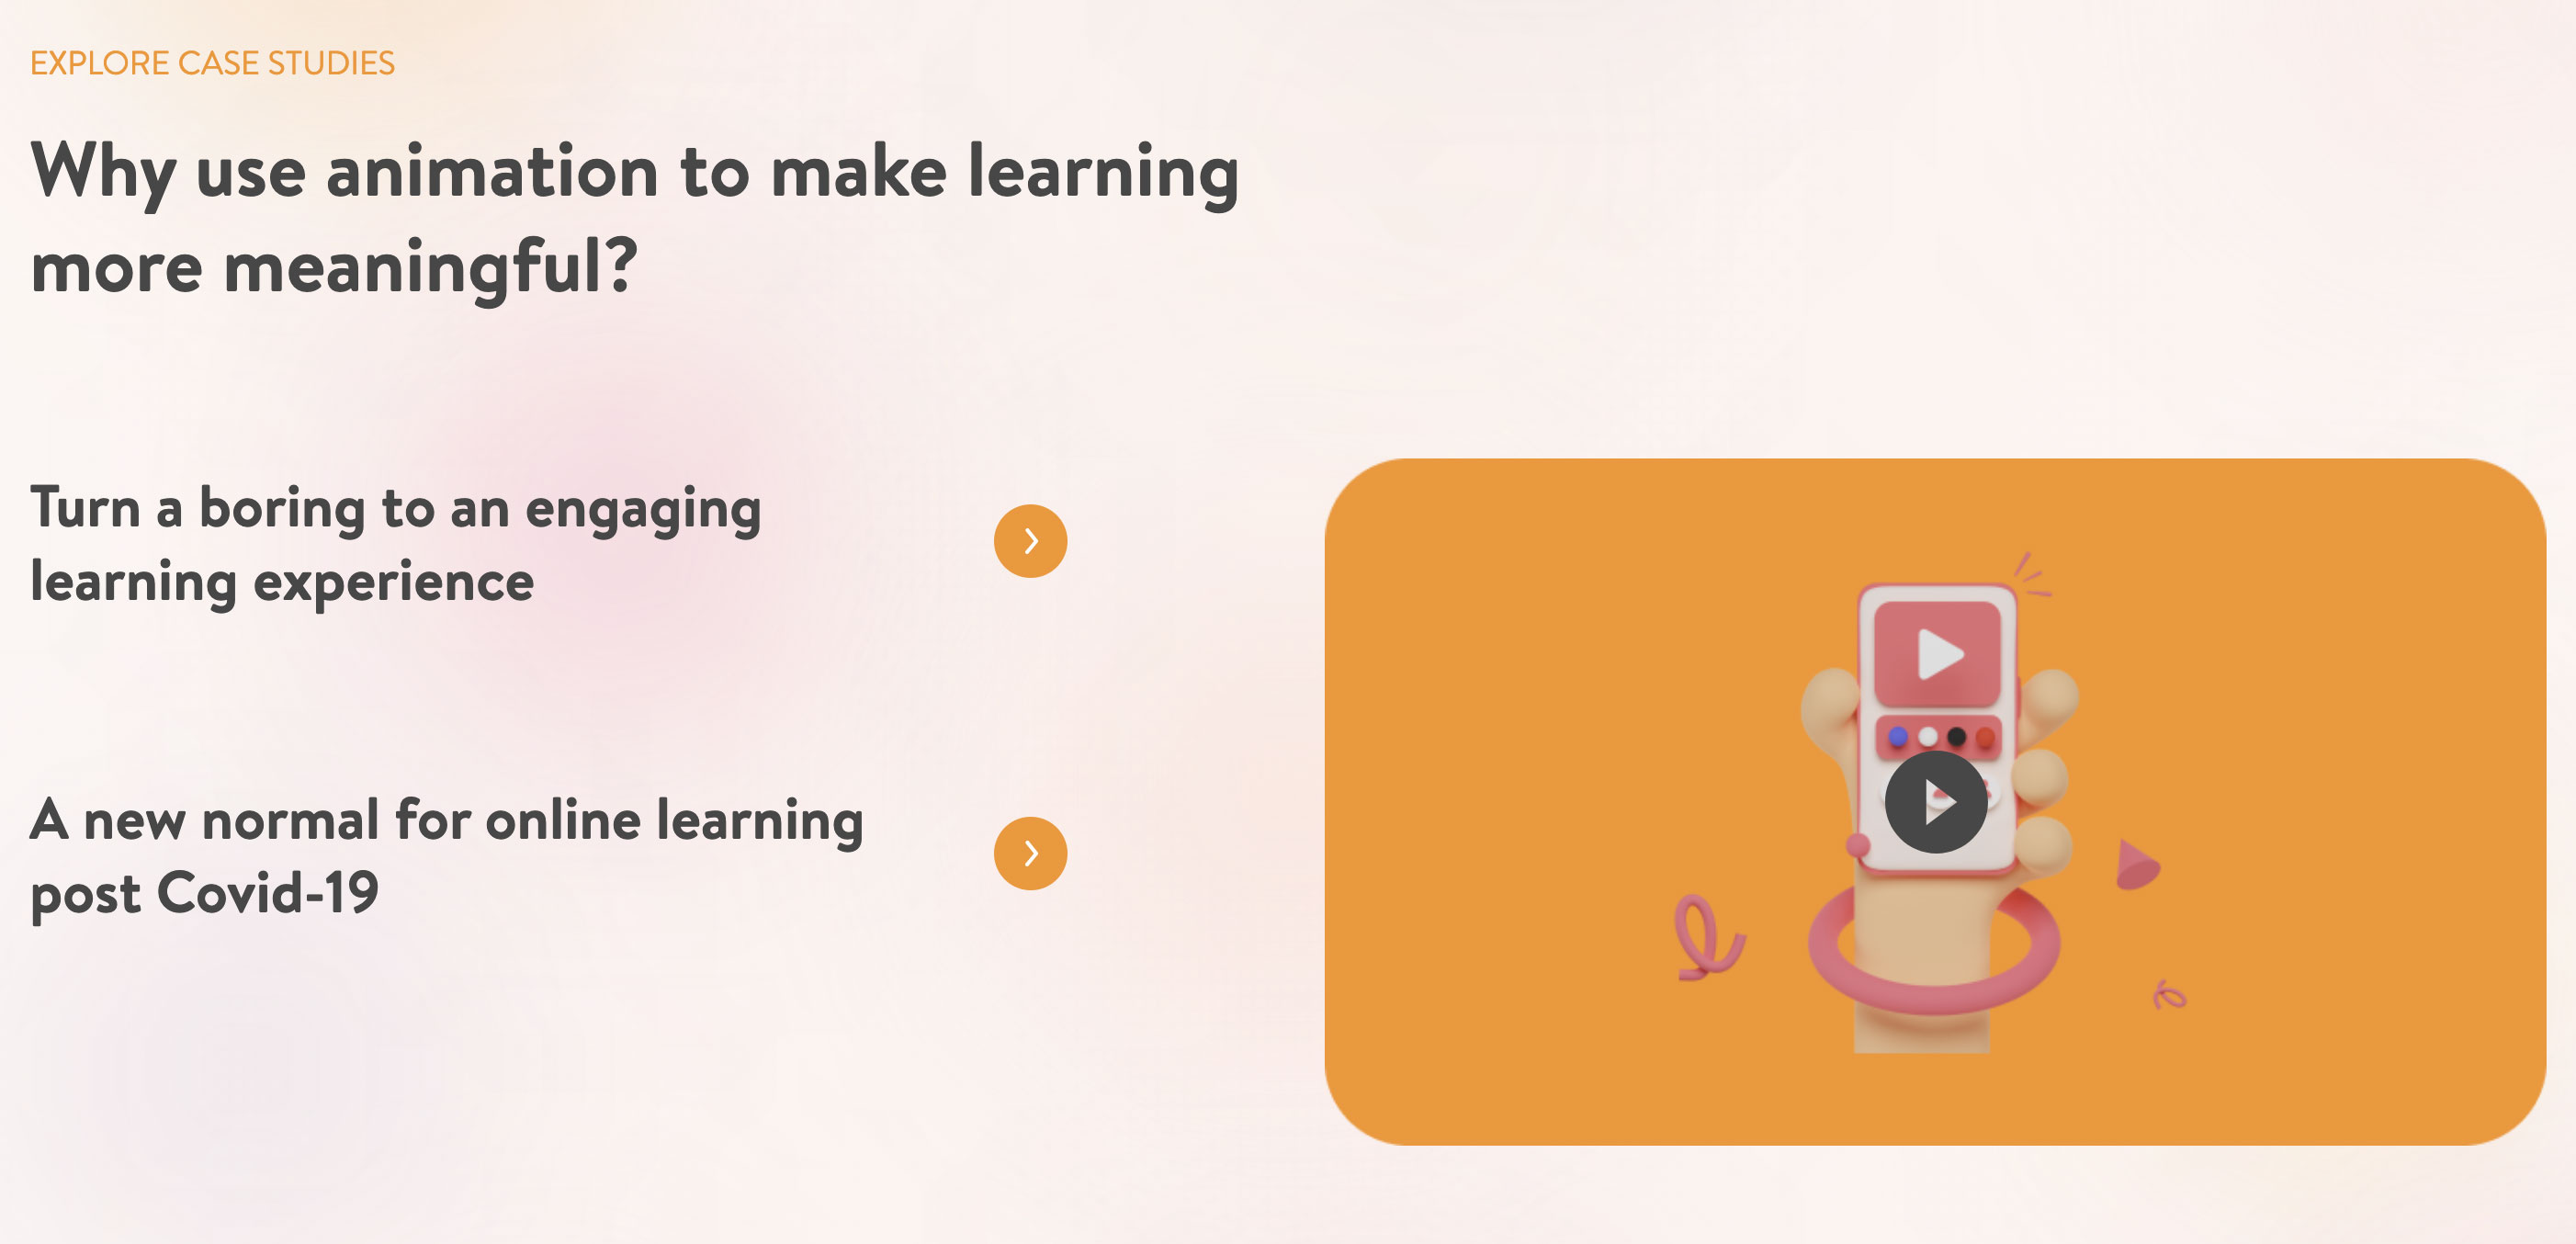 EXPLORE CASE STUDIES
Why use animation to make learning
more meaningful?
Turn a boring to an engaging
learning experience
A new normal for online learning
post Covid-19